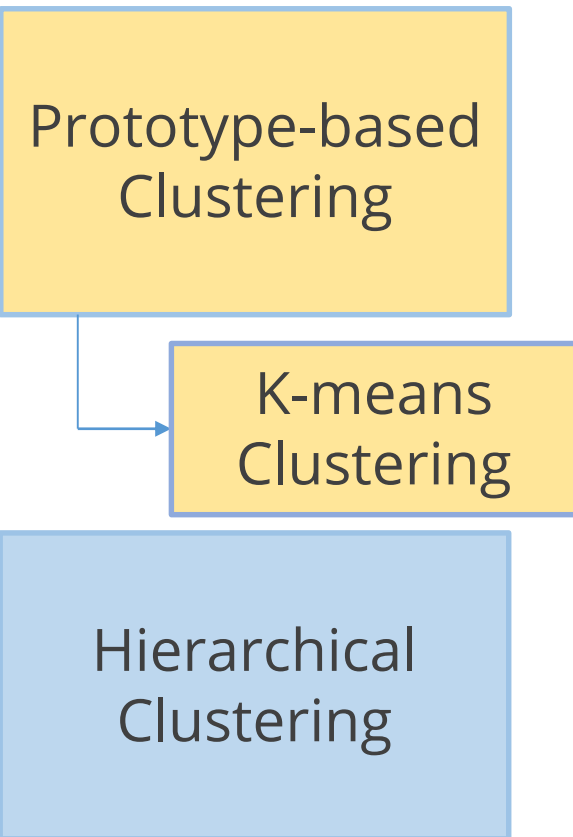 Prototype-based
Clustering
K-means
Clustering
Hierarchical
Clustering